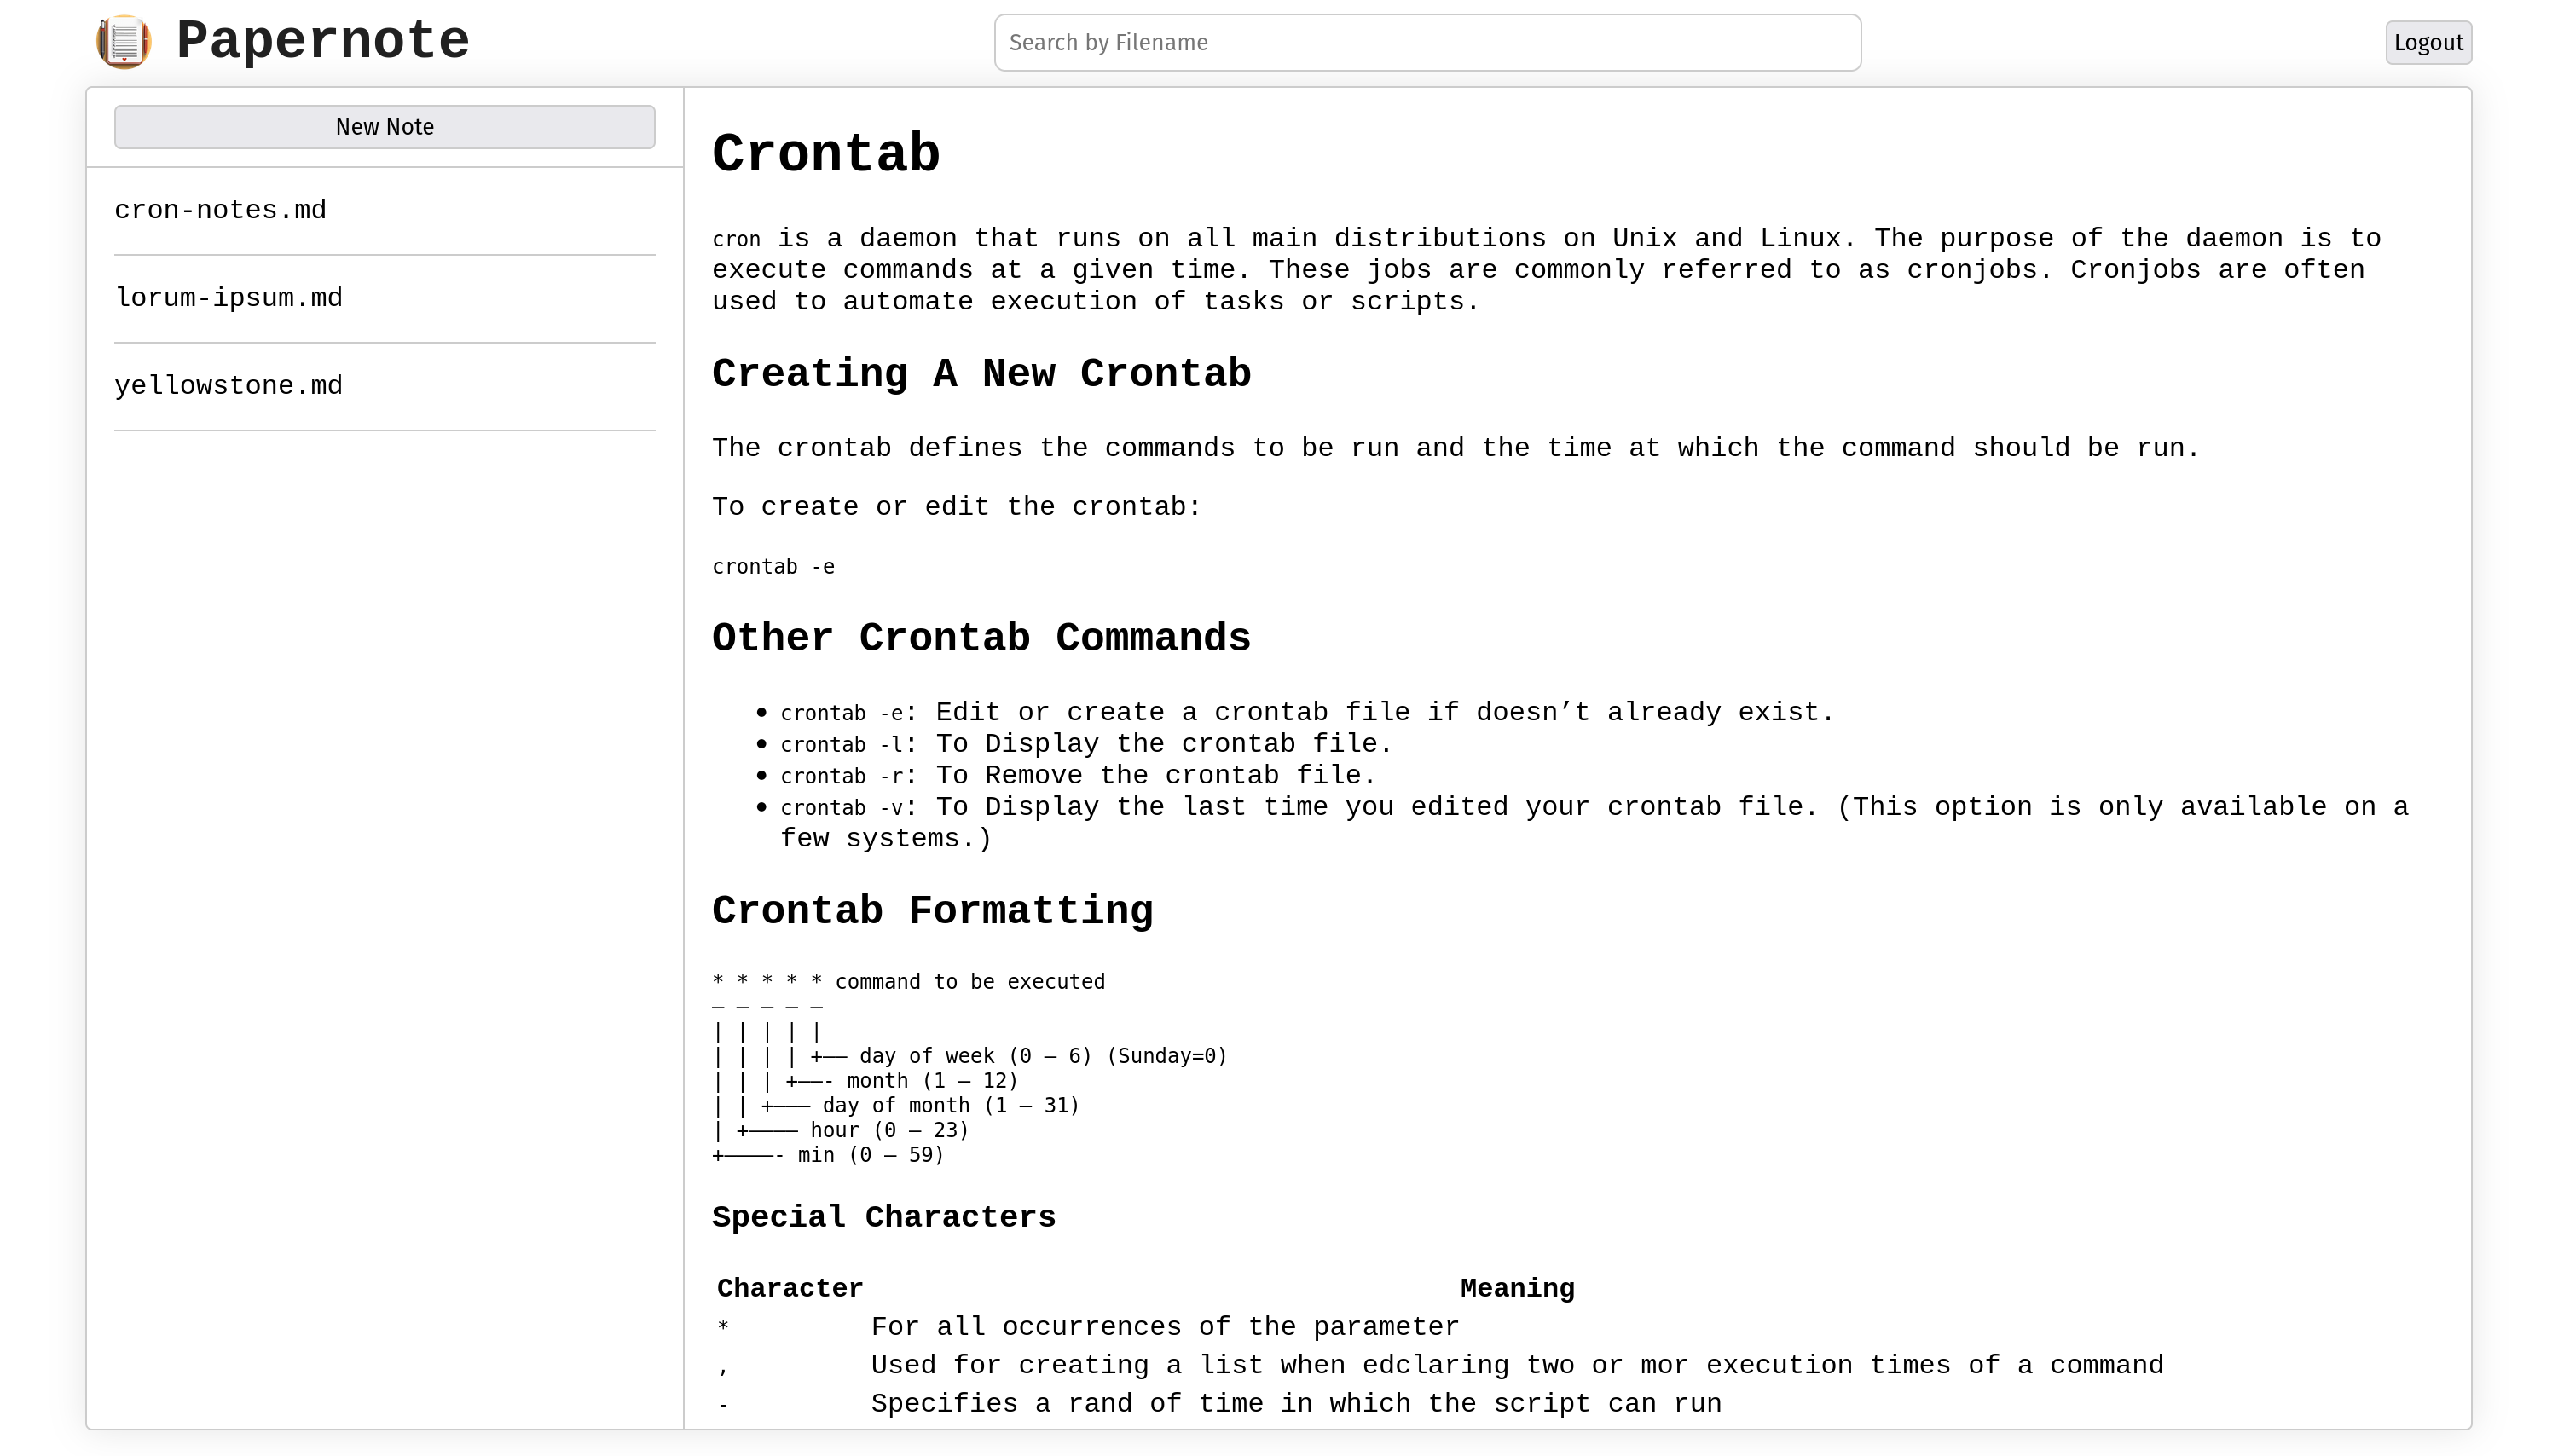 Papernote
Search by Filename
Logout
New Note
cron-notes.md
lorum-ipsum.md
yellowstone.md
Crontab
cron is a daemon that runs on all main distributions on Unix and Linux. The purpose of the daemon is to
execute commands at a given time. These jobs are commonly referred to as cronjobs. Cronjobs are often
used to automate execution of tasks or scripts.
Creating A New Crontab
The crontab defines the commands to be run and the time at which the command should be run.
To create or edit the crontab:
crontab -e
Other Crontab Commands
• crontab -e: Edit or create a crontab file if doesn’t already exist.
• crontab -l: To Display the crontab file.
• crontab -r: To Remove the crontab file.
• crontab -v: To Display the last time you edited your crontab file. (This option is only available on a
few systems.)
Crontab Formatting
* * * * * command to be executed
– – – – –
| | | | |
| | | | +—– day of week (0 – 6) (Sunday=0)
| | | +——- month (1 – 12)
| | +——— day of month (1 – 31)
| +———– hour (0 – 23)
+————- min (0 – 59)
Special Characters
Character Meaning
* For all occurrences of the parameter
, Used for creating a list when edclaring two or mor execution times of a command
- Specifies a rand of time in which the script can run